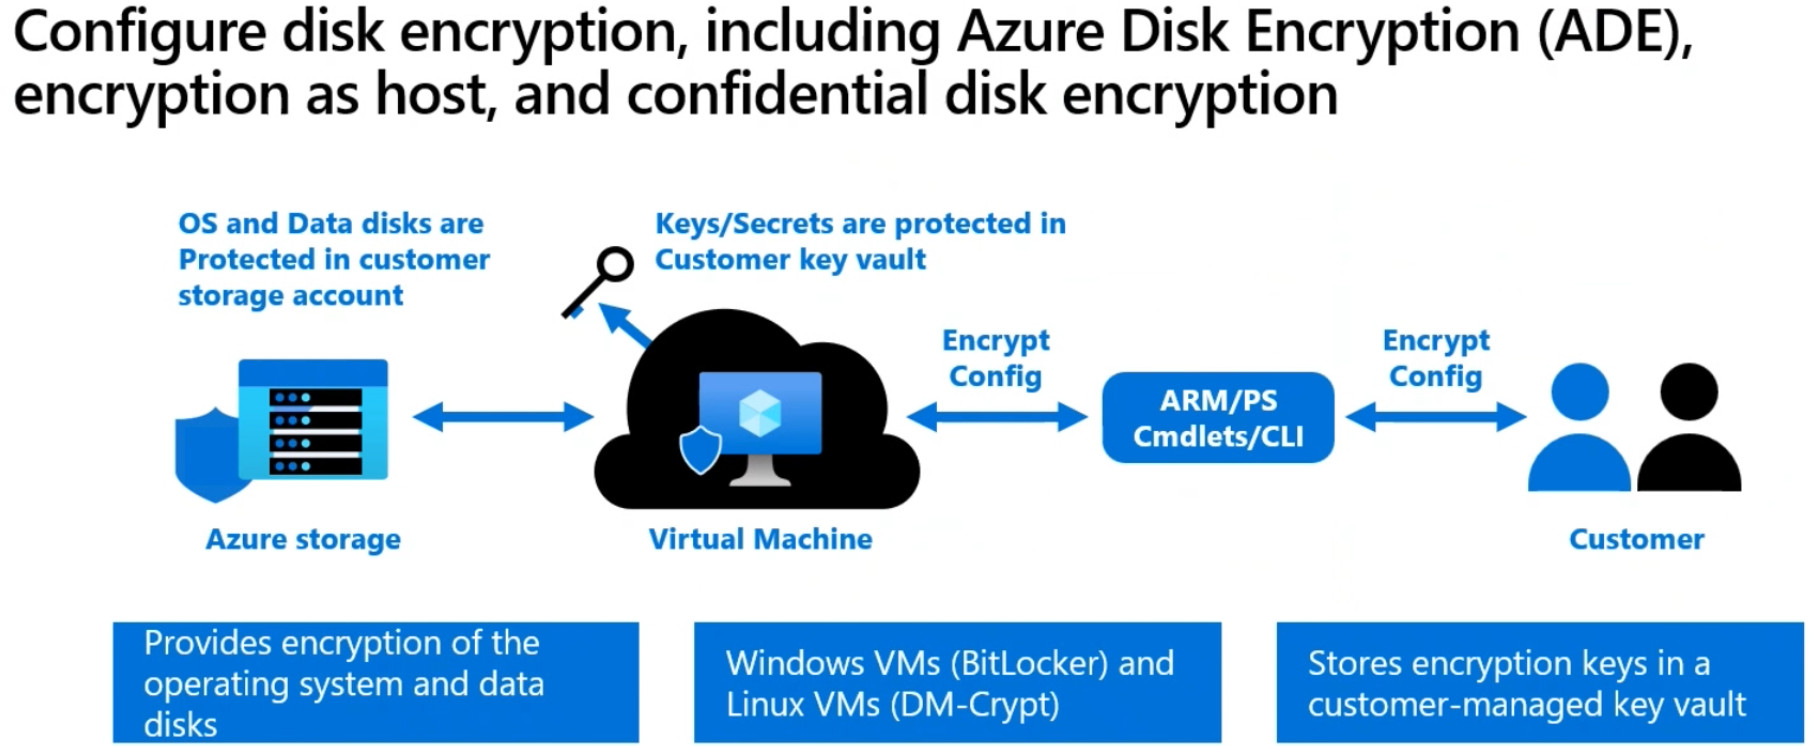 Configure disk encryption, including Azure Disk Encryption (ADE),
encryption as host, and confidential disk encryption
OS and Data disks are
Protected in customer
storage account
Keys/Secrets are protected in
Customer key vault
Encrypt
Config
Encrypt
Config
ARM/PS
Cmdlets/CLI
Azure storage
Virtual Machine
Customer
Provides encryption of the
operating system and data
disks
Windows VMs (BitLocker) and
Linux VMs (DM-Crypt)
Stores encryption keys in a
customer-managed key vault